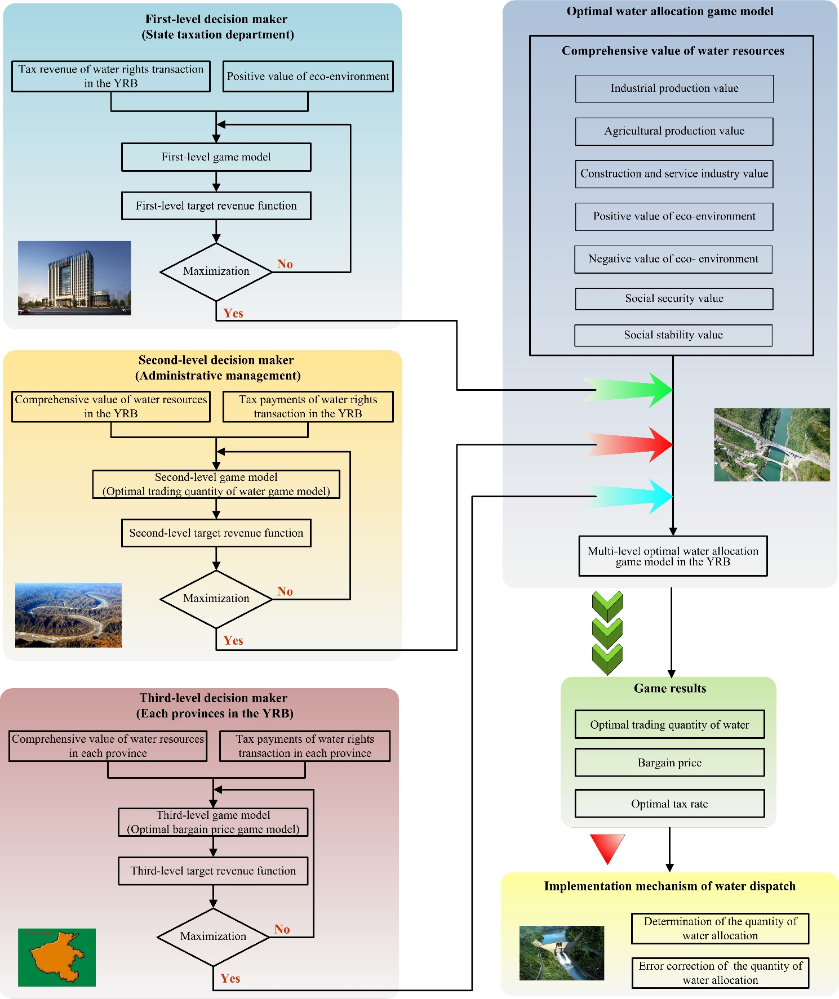 First-level decision maker
(State taxation department)
Tax revenue of water rights transaction
in the YRB
Positive value of eco-environment
First-level game model
First-level target revenue function
Maximization
No
Yes
Second-level decision maker
(Administrative management)
Comprehensive value of water resources
in the YRB
Tax payments of water rights
transaction in the YRB
Second-level game model
(Optimal trading quantity of water game model)
Second-level target revenue function
Maximization
No
Yes
Third-level decision maker
(Each provinces in the YRB)
Comprehensive value of water resources
in each province
Tax payments of water rights
transaction in each province
Third-level game model
(Optimal bargain price game model)
Third-level target revenue function
Maximization
No
Yes
Optimal water allocation game model
Comprehensive value of water resources
Industrial production value
Agricultural production value
Construction and service industry value
Positive value of eco-environment
Negative value of eco- environment
Social security value
Social stability value
Multi-level optimal water allocation
game model in the YRB
Game results
Optimal trading quantity of water
Bargain price
Optimal tax rate
Implementation mechanism of water dispatch
Determination of the quantity of
water allocation
Error correction of  the quantity of
water allocation